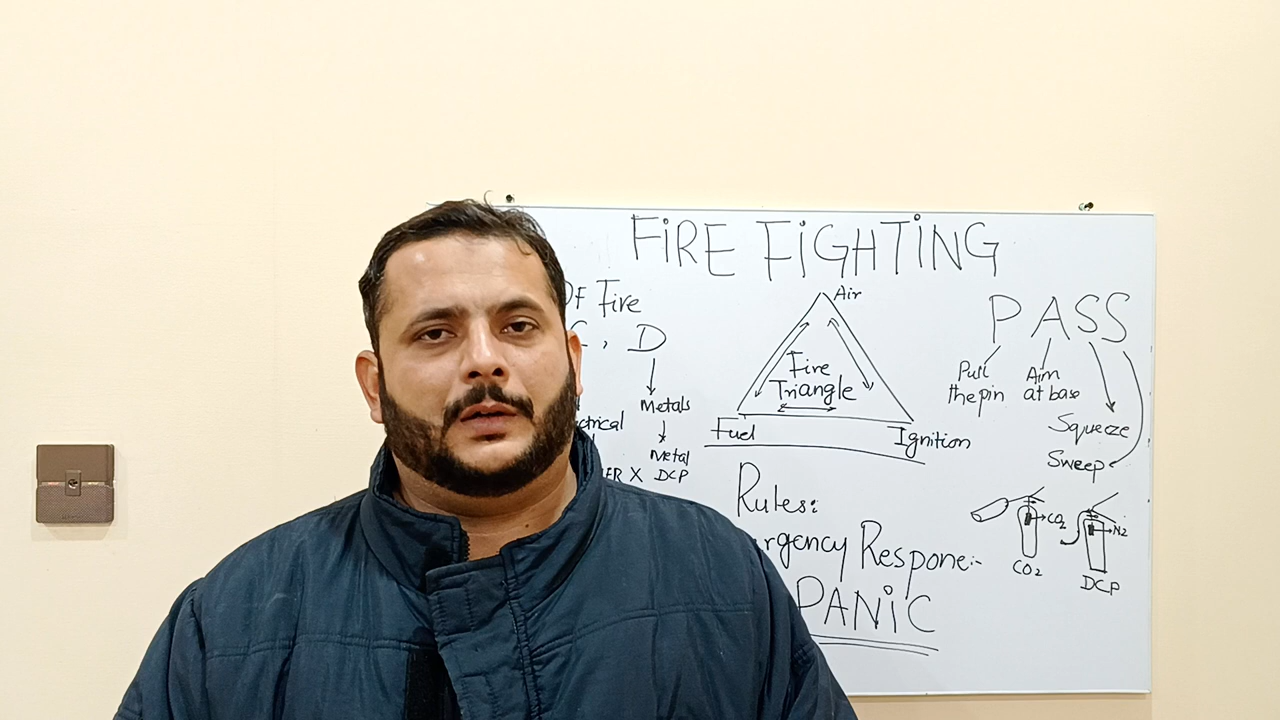 FiRE FiGHTiNG
OF Fire
, D
Metals
Metal
X DCP
Air
Fire
Triangle
Fuel
Ignition
Rules:
rgency Respone:-
PANiC
PASS
Pull
the pin
Aim
at base
Squeeze
Sweep
CO2
CO2
N2
DCP